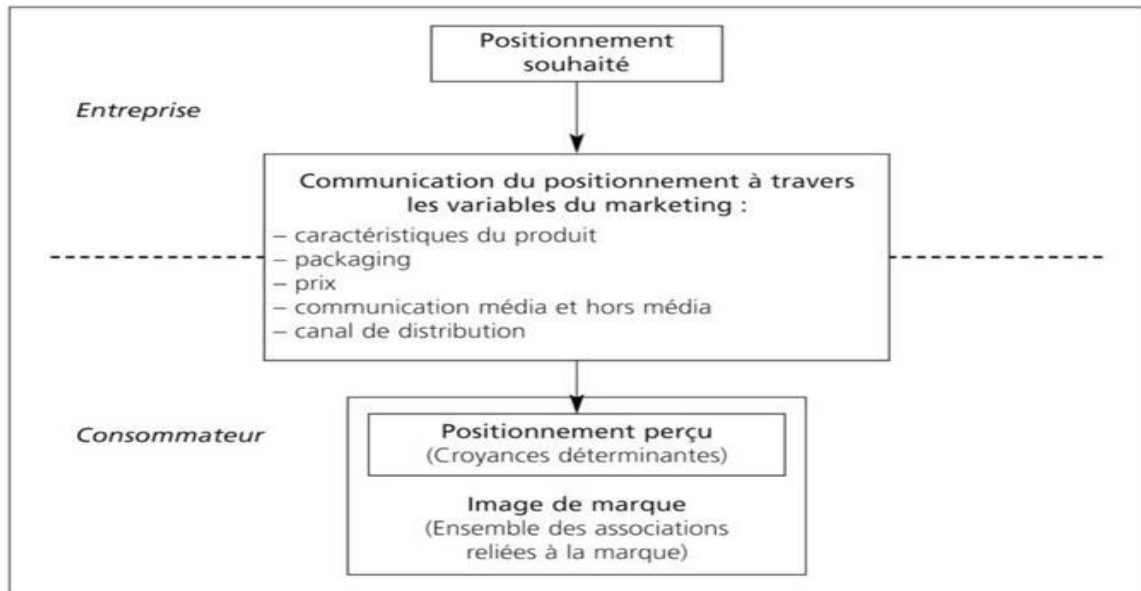 Positionnement
souhaité
Entreprise
Communication du positionnement à travers
les variables du marketing :
– caractéristiques du produit
– packaging
– prix
– communication média et hors média
– canal de distribution
Consommateur
Positionnement perçu
(Croyances déterminantes)
Image de marque
(Ensemble des associations
reliées à la marque)